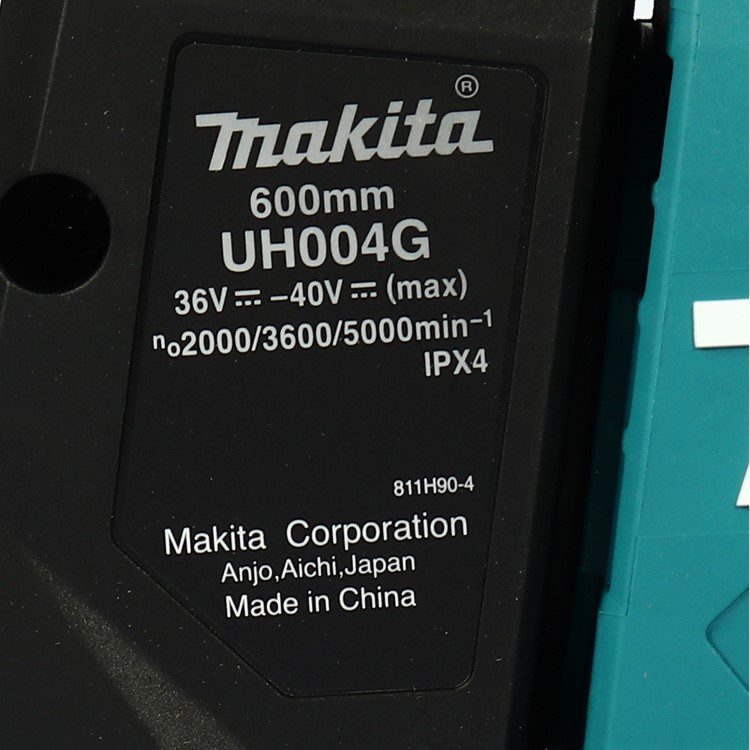 makita®
600mm
UH004G
36V⎓–40V⎓(max)
no2000/3600/5000min⁻¹
IPX4
811H90-4
Makita Corporation
Anjo,Aichi,Japan
Made in China